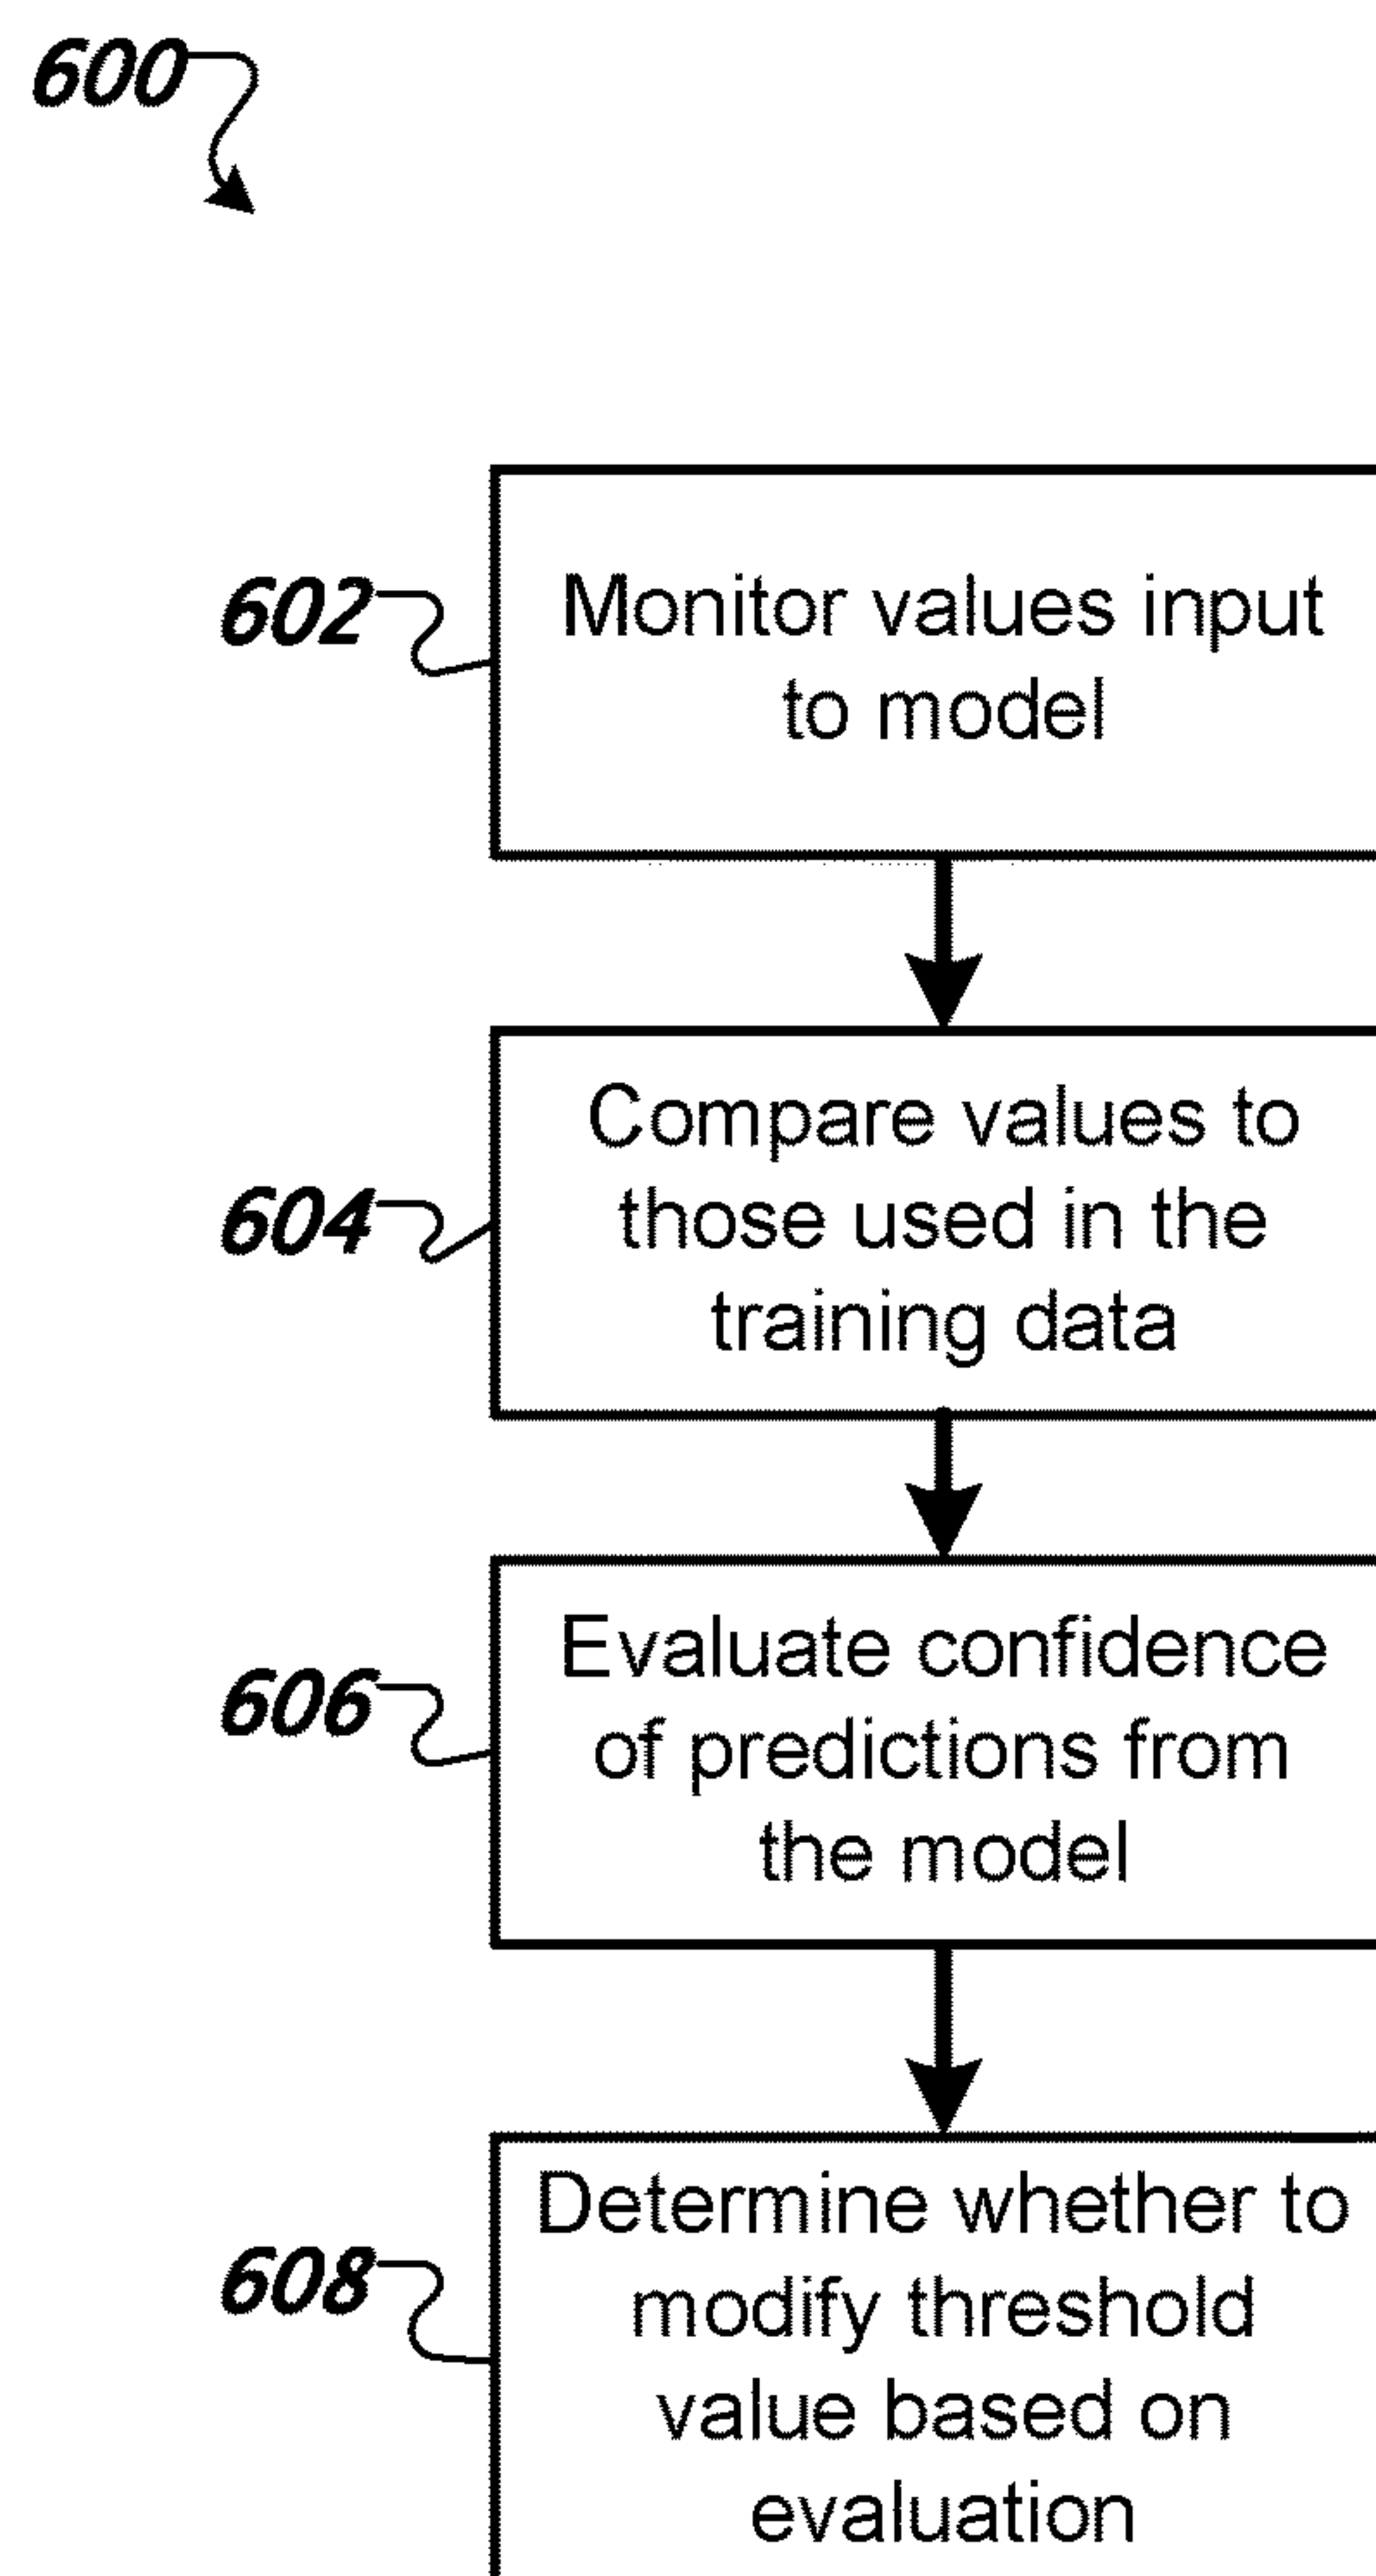 600
602
Monitor values input
to model
604
Compare values to
those used in the
training data
606
Evaluate confidence
of predictions from
the model
608
Determine whether to
modify threshold
value based on
evaluation